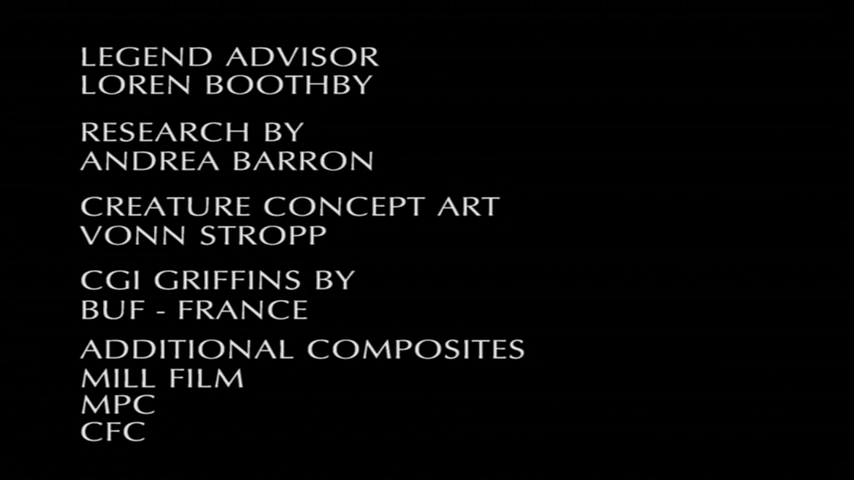 LEGEND ADVISOR
LOREN BOOTHBY
RESEARCH BY
ANDREA BARRON
CREATURE CONCEPT ART
VONN STROPP
CGI GRIFFINS BY
BUF - FRANCE
ADDITIONAL COMPOSITES
MILL FILM
MPC
CFC